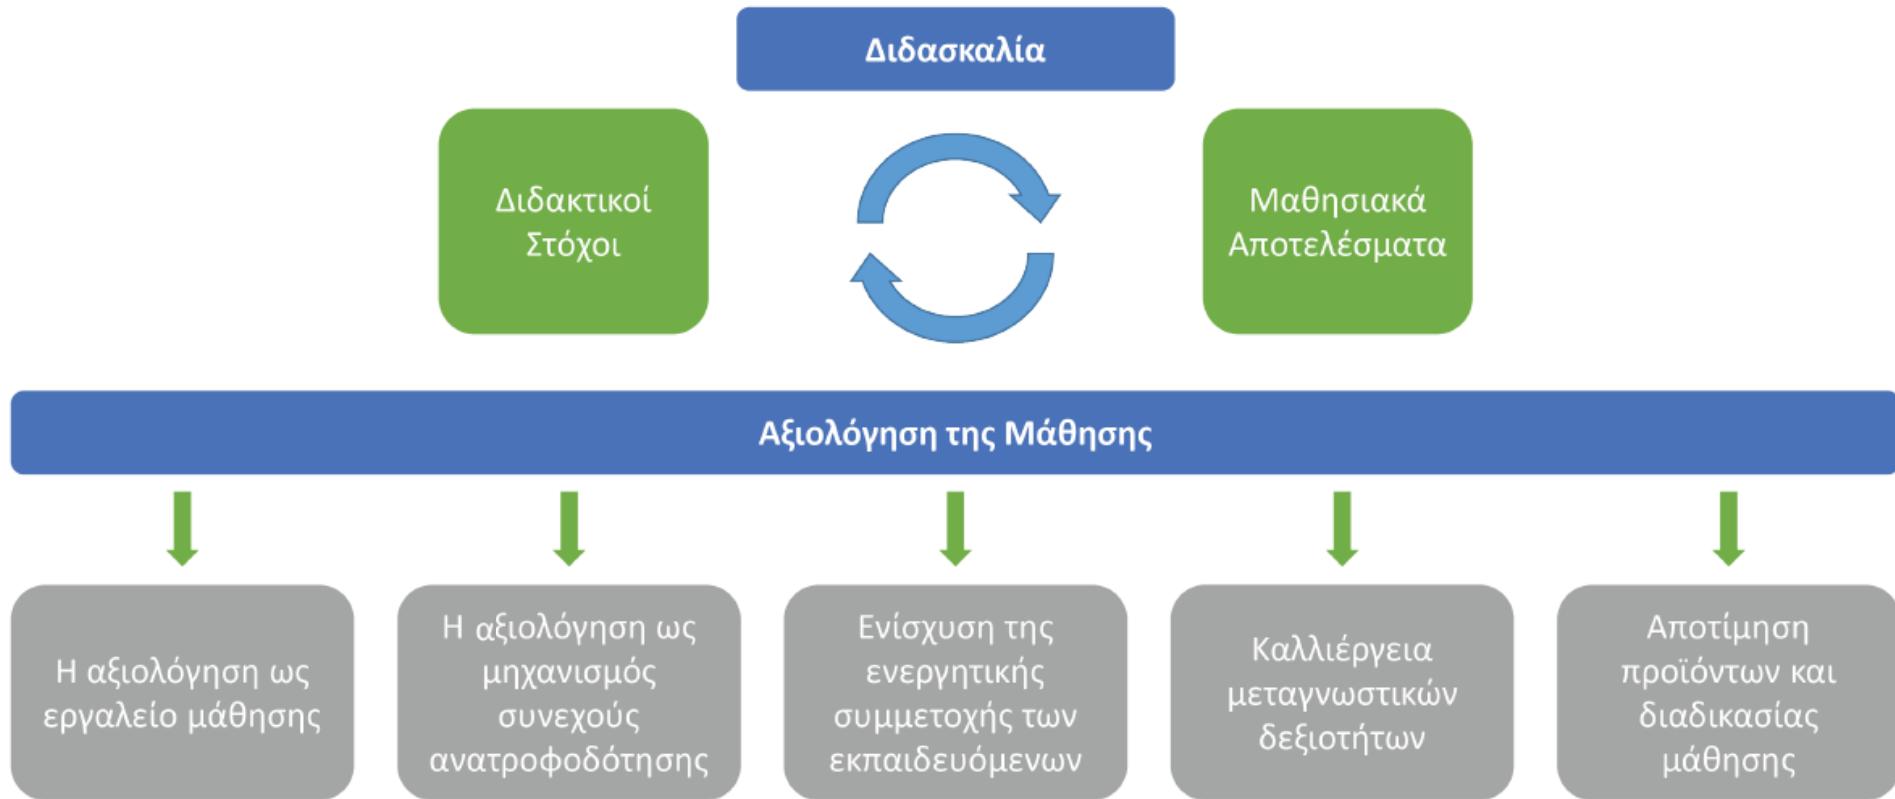 Διδασκαλία
Διδακτικοί
Στόχοι
Μαθησιακά
Αποτελέσματα
Αξιολόγηση της Μάθησης
Η αξιολόγηση ως
εργαλείο μάθησης
Η αξιολόγηση ως
μηχανισμός
συνεχούς
ανατροφοδότησης
Ενίσχυση της
ενεργητικής
συμμετοχής των
εκπαιδευόμενων
Καλλιέργεια
μεταγνωστικών
δεξιοτήτων
Αποτίμηση
προϊόντων και
διαδικασίας
μάθησης